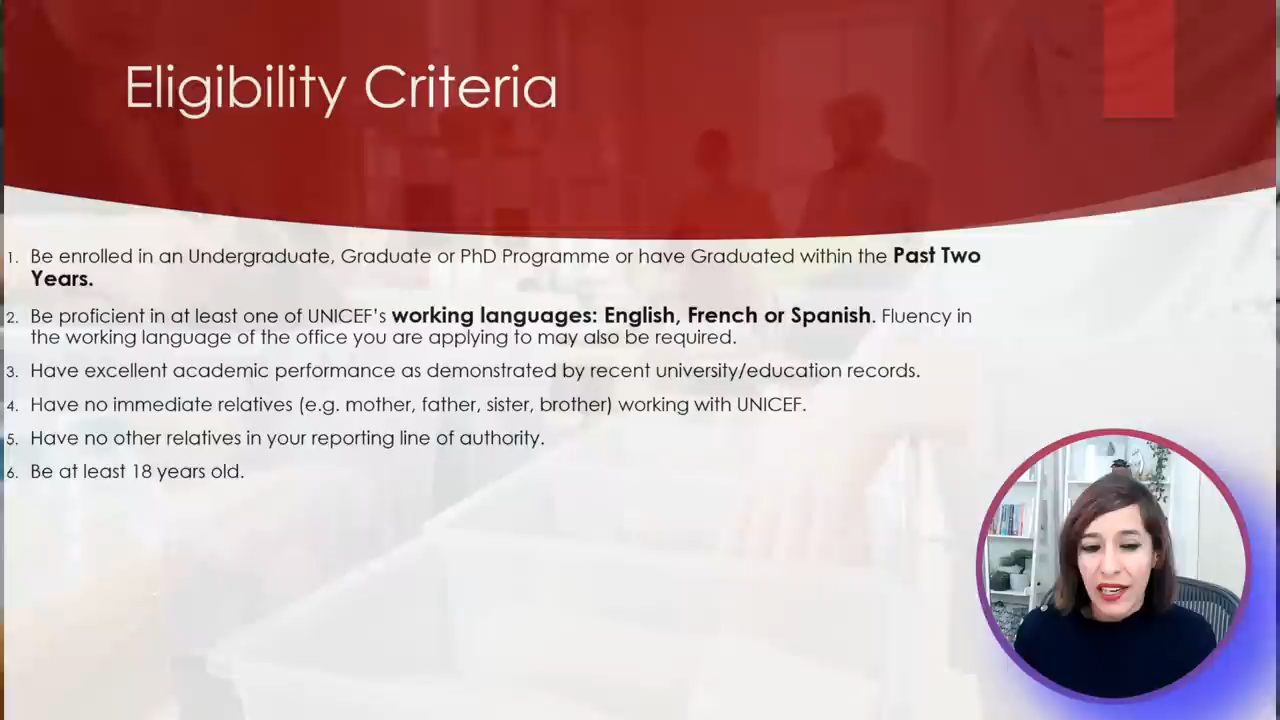 Eligibility Criteria
1. Be enrolled in an Undergraduate, Graduate or PhD Programme or have Graduated within the Past Two
Years.
2. Be proficient in at least one of UNICEF's working languages: English, French or Spanish. Fluency in
the working language of the office you are applying to may also be required.
3. Have excellent academic performance as demonstrated by recent university/education records.
4. Have no immediate relatives (e.g. mother, father, sister, brother) working with UNICEF.
5. Have no other relatives in your reporting line of authority.
6. Be at least 18 years old.